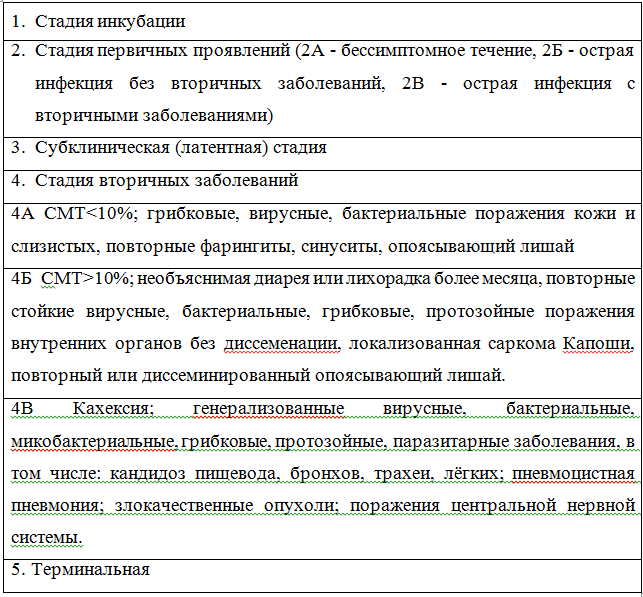 1. Стадия инкубации
2. Стадия первичных проявлений (2А - бессимптомное течение, 2Б - острая
инфекция без вторичных заболеваний, 2В - острая инфекция с
вторичными заболеваниями)
3. Субклиническая (латентная) стадия
4. Стадия вторичных заболеваний
4А СМТ<10%; грибковые, вирусные, бактериальные поражения кожи и
слизистых, повторные фарингиты, синуситы, опоясывающий лишай
4Б СМТ>10%; необъяснимая диарея или лихорадка более месяца, повторные
стойкие вирусные, бактериальные, грибковые, протозойные поражения
внутренних органов без диссеменации, локализованная саркома Капоши,
повторный или диссеминированный опоясывающий лишай.
4В Кахексия; генерализованные вирусные, бактериальные,
микобактериальные, грибковые, протозойные, паразитарные заболевания, в
том числе: кандидоз пищевода, бронхов, трахеи, лёгких; пневмоцистная
пневмония; злокачественные опухоли; поражения центральной нервной
системы.
5. Терминальная